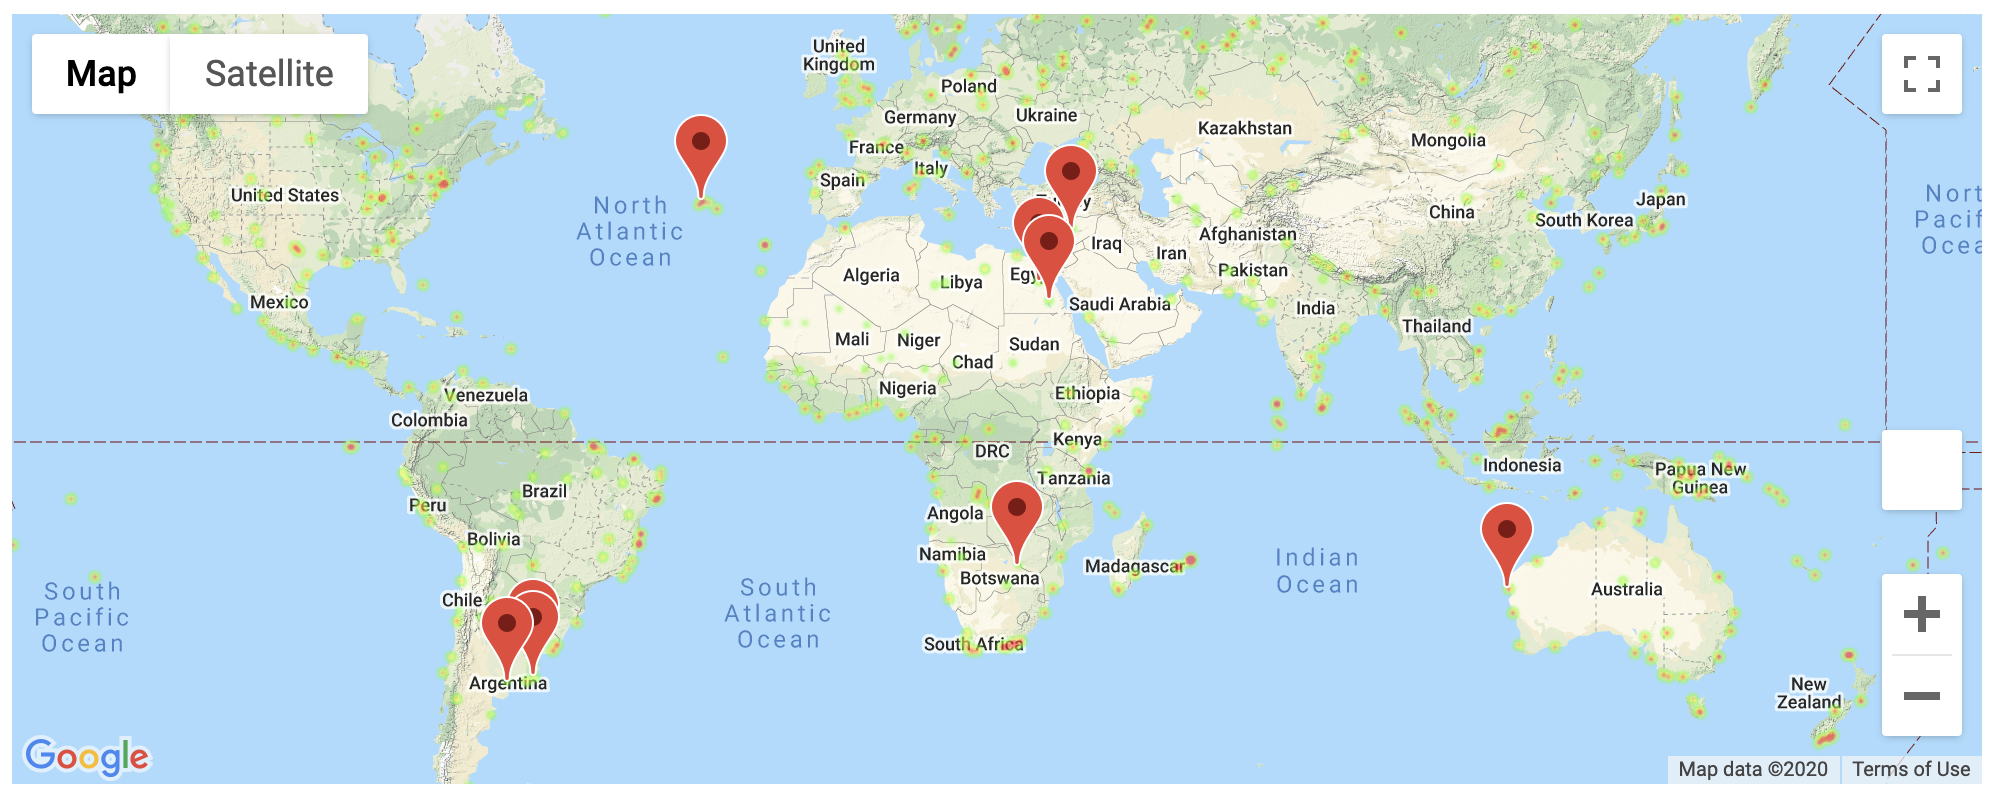 Map
Satellite
United
Kingdom
Poland
Germany
Ukraine
Kazakhstan
Mongolia
France
Italy
Spain
United States
North
Atlantic
Ocean
China
South Korea
Japan
Afghanistan
Iraq
Iran
Pakistan
Algeria
Libya
Saudi Arabia
India
Thailand
Mexico
Mali
Niger
Chad
Sudan
Nigeria
Ethiopia
Venezuela
Colombia
DRC
Kenya
Tanzania
Indonesia
Papua New
Guinea
Peru
Brazil
Bolivia
Angola
Namibia
Botswana
Madagascar
Indian
Ocean
Australia
Chile
South
Pacific
Ocean
South
Atlantic
Ocean
South Africa
Argentina
New
Zealand
Google
Map data ©2020
Terms of Use